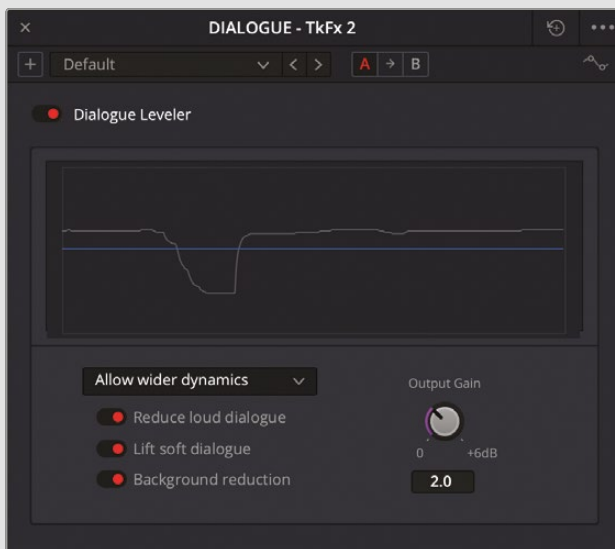 DIALOGUE - TkFx 2
Default
A B
Dialogue Leveler
Allow wider dynamics
Output Gain
Reduce loud dialogue
Lift soft dialogue
0 +6dB
Background reduction
2.0